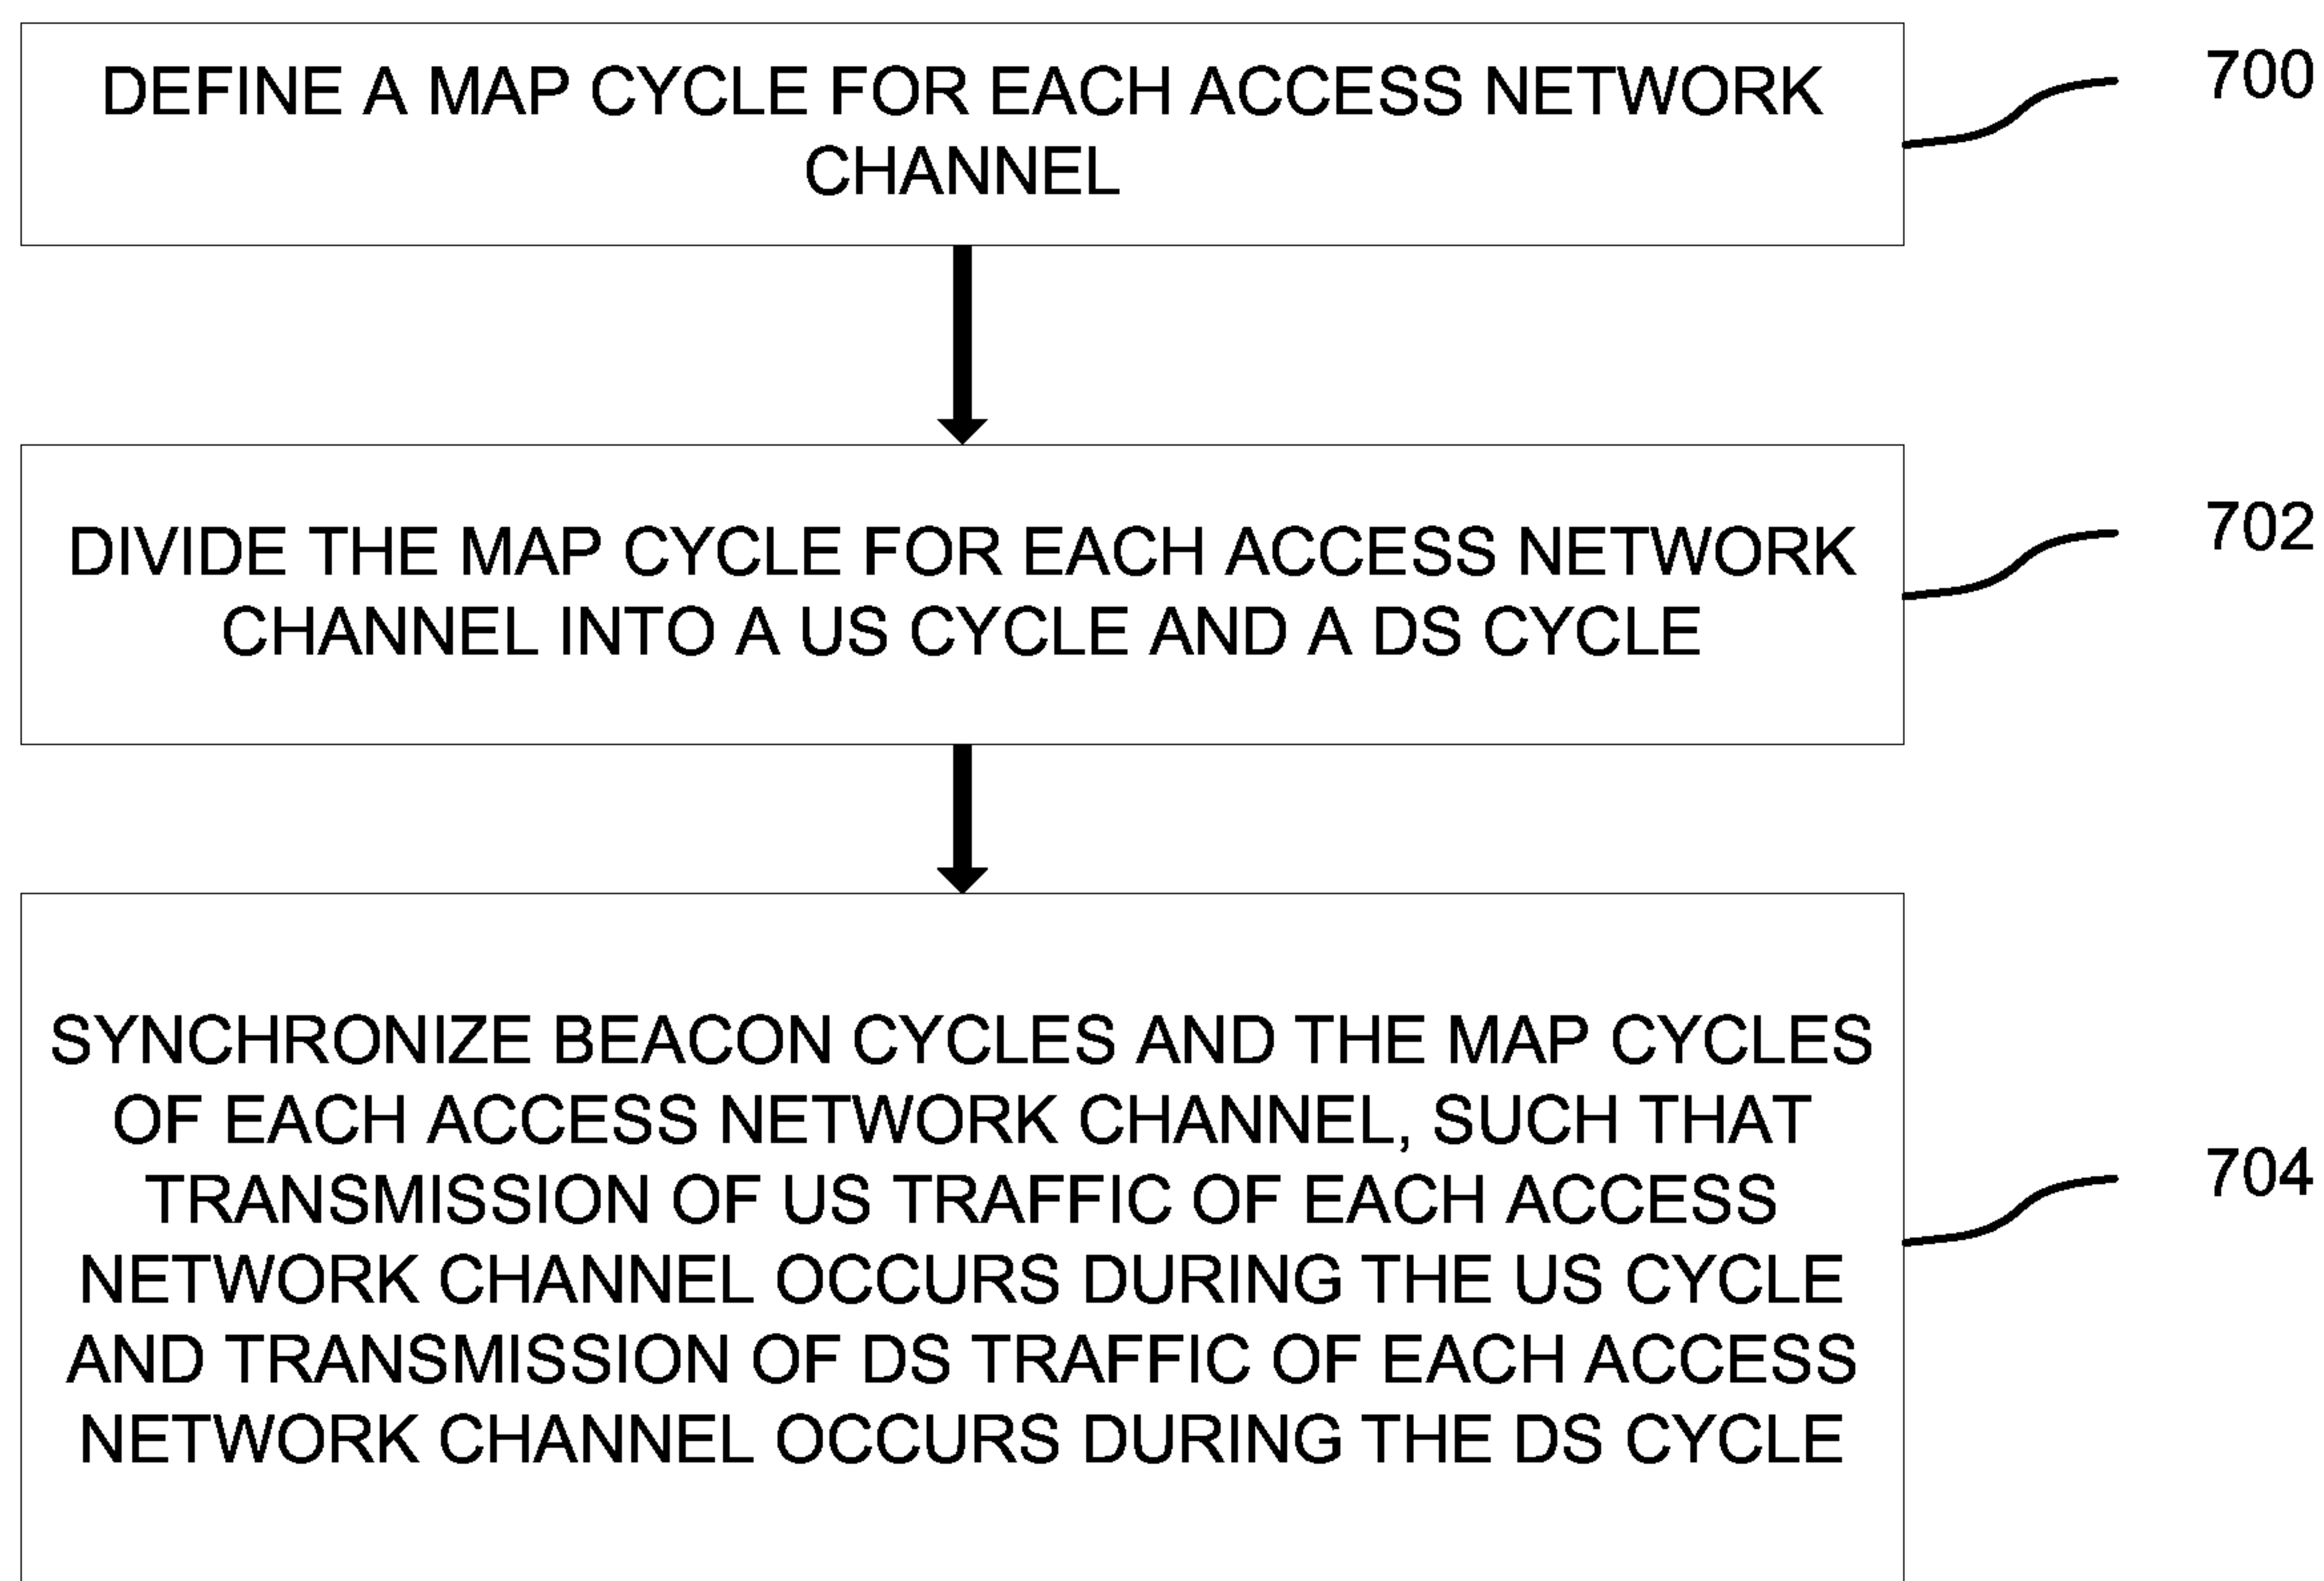 DEFINE A MAP CYCLE FOR EACH ACCESS NETWORK
CHANNEL
700
DIVIDE THE MAP CYCLE FOR EACH ACCESS NETWORK
CHANNEL INTO A US CYCLE AND A DS CYCLE
702
SYNCHRONIZE BEACON CYCLES AND THE MAP CYCLES
OF EACH ACCESS NETWORK CHANNEL, SUCH THAT
TRANSMISSION OF US TRAFFIC OF EACH ACCESS
NETWORK CHANNEL OCCURS DURING THE US CYCLE
AND TRANSMISSION OF DS TRAFFIC OF EACH ACCESS
NETWORK CHANNEL OCCURS DURING THE DS CYCLE
704